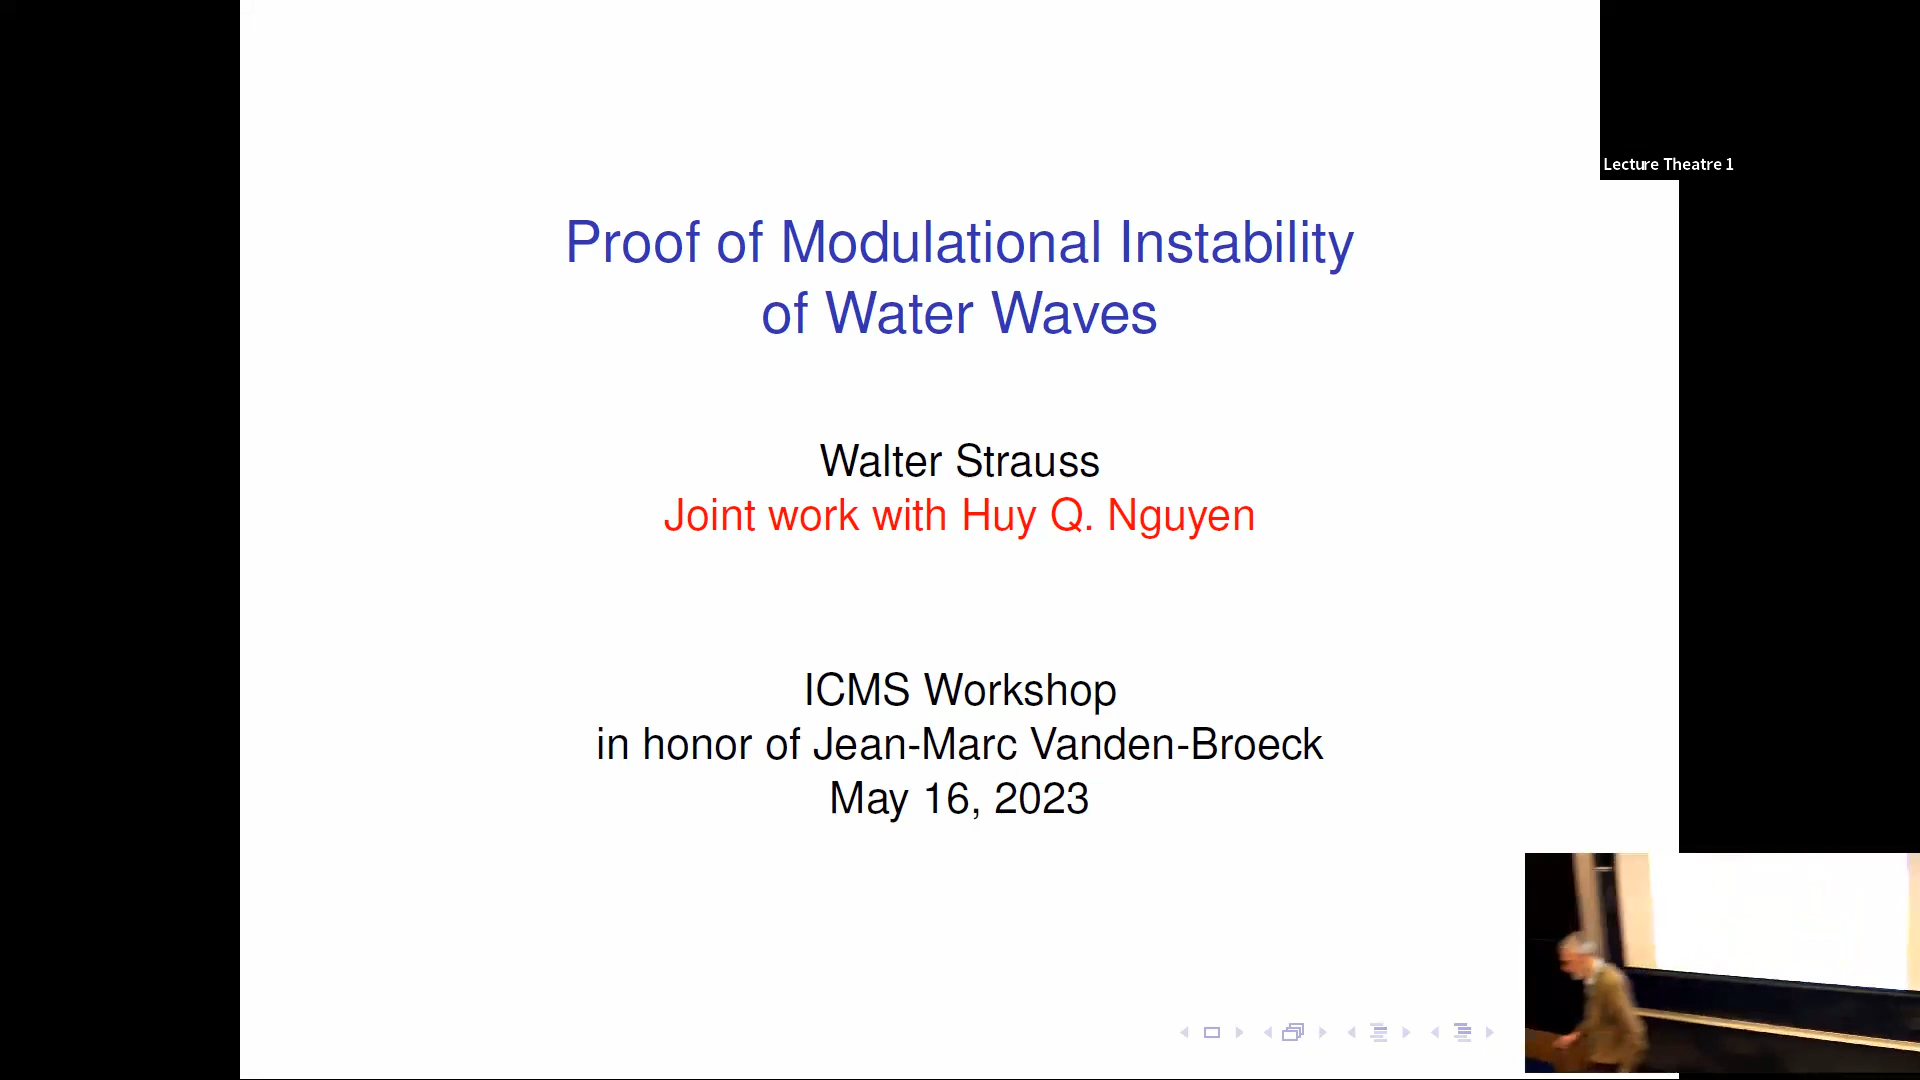 Lecture Theatre 1
Proof of Modulational Instability
of Water Waves
Walter Strauss
Joint work with Huy Q. Nguyen
ICMS Workshop
in honor of Jean-Marc Vanden-Broeck
May 16, 2023